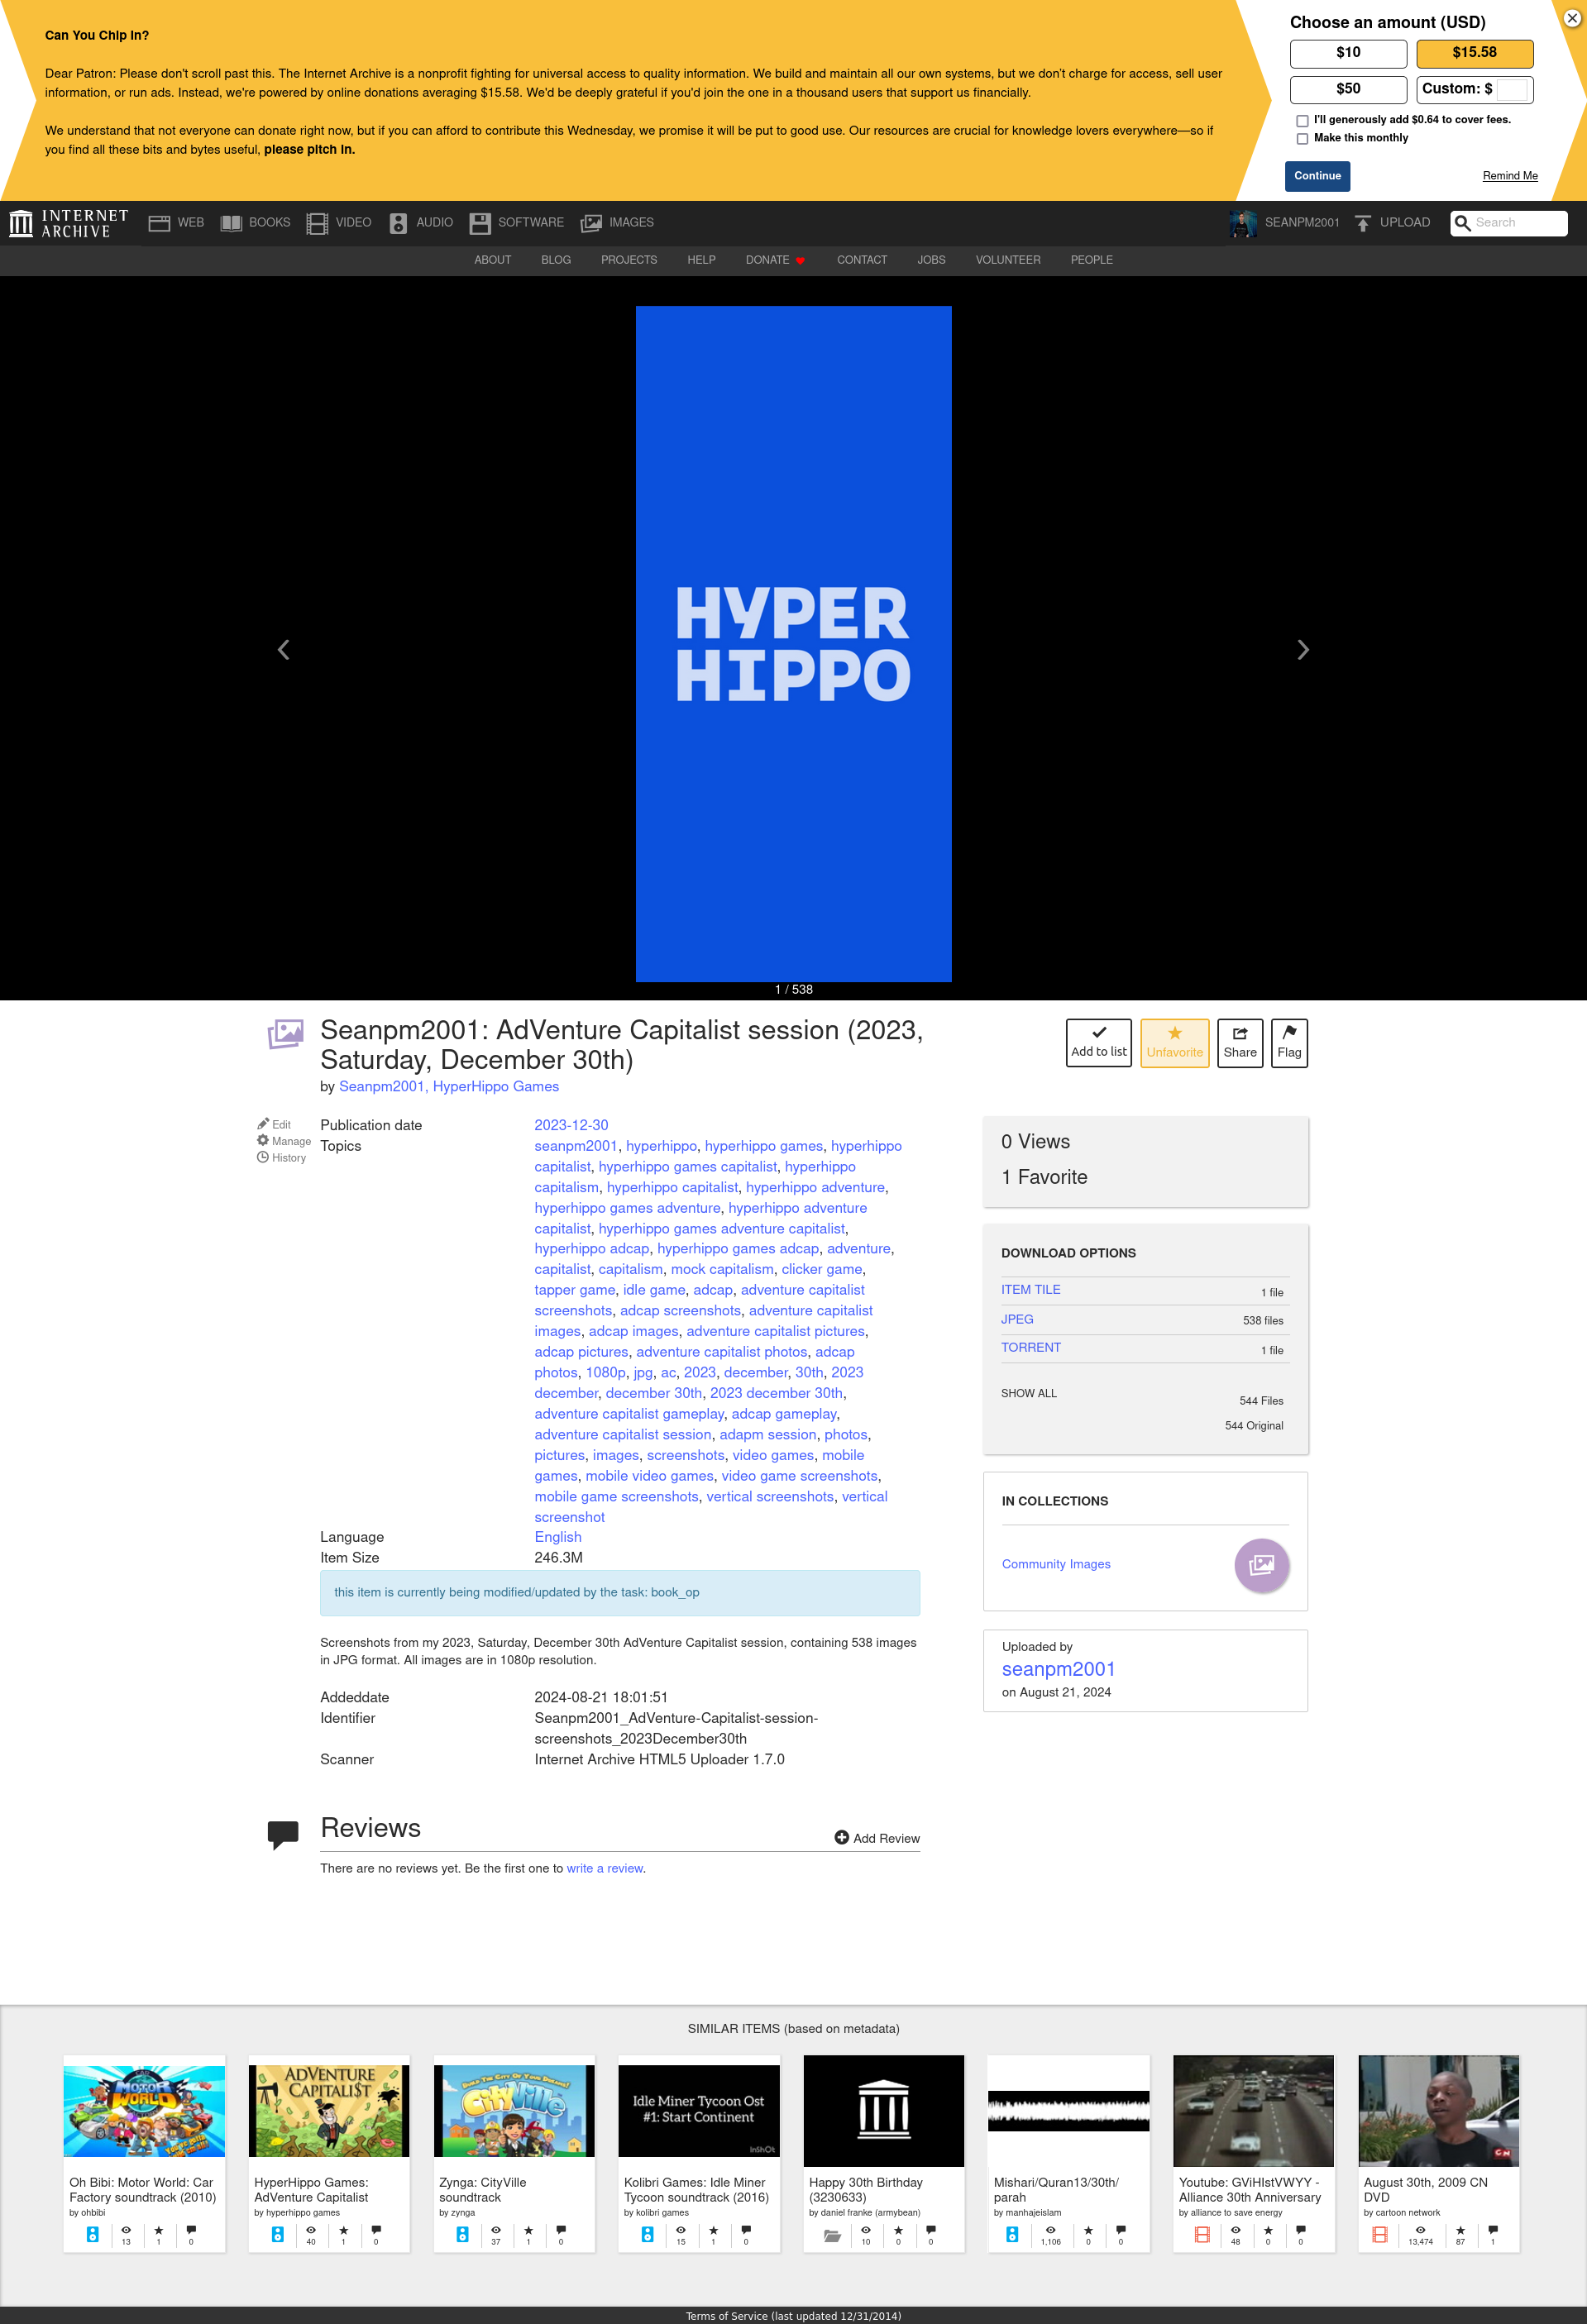 Can You Chip In?
Dear Patron: Please don't scroll past this. The Internet Archive is a nonprofit fighting for universal access to quality information. We build and maintain all our own systems, but we don't charge for access, sell user
information, or run ads. Instead, we're powered by online donations averaging $15.58. We'd be deeply grateful if you'd join the one in a thousand users that support us financially.
We understand that not everyone can donate right now, but if you can afford to contribute this Wednesday, we promise it will be put to good use. Our resources are crucial for knowledge lovers everywhere—so if
you find all these bits and bytes useful, please pitch in.
Choose an amount (USD)
$10 $15.58
$50 Custom: $
I'll generously add $0.64 to cover fees.
Make this monthly
Continue Remind Me
INTERNET ARCHIVE WEB BOOKS VIDEO AUDIO SOFTWARE IMAGES SEANPM2001 UPLOAD Search
ABOUT BLOG PROJECTS HELP DONATE CONTACT JOBS VOLUNTEER PEOPLE
HYPER
HIPPO
1 / 538
Seanpm2001: AdVenture Capitalist session (2023,
Saturday, December 30th)
by Seanpm2001, HyperHippo Games
Add to list Unfavorite Share Flag
Edit
Manage
History
Publication date 2023-12-30
Topics seanpm2001, hyperhippo, hyperhippo games, hyperhippo
capitalist, hyperhippo games capitalist, hyperhippo
capitalism, hyperhippo capitalist, hyperhippo adventure,
hyperhippo games adventure, hyperhippo adventure
capitalist, hyperhippo games adventure capitalist,
hyperhippo adcap, hyperhippo games adcap, adventure,
capitalist, capitalism, mock capitalism, clicker game,
tapper game, idle game, adcap, adventure capitalist
screenshots, adcap screenshots, adventure capitalist
images, adcap images, adventure capitalist pictures,
adcap pictures, adventure capitalist photos, adcap
photos, 1080p, jpg, ac, 2023, december, 30th, 2023
december, december 30th, 2023 december 30th,
adventure capitalist gameplay, adcap gameplay,
adventure capitalist session, adapm session, photos,
pictures, images, screenshots, video games, mobile
games, mobile video games, video game screenshots,
mobile game screenshots, vertical screenshots, vertical
screenshot
Language English
Item Size 246.3M
this item is currently being modified/updated by the task: book_op
Screenshots from my 2023, Saturday, December 30th AdVenture Capitalist session, containing 538 images
in JPG format. All images are in 1080p resolution.
Addeddate 2024-08-21 18:01:51
Identifier Seanpm2001_AdVenture-Capitalist-session-
screenshots_2023December30th
Scanner Internet Archive HTML5 Uploader 1.7.0
0 Views
1 Favorite
DOWNLOAD OPTIONS
ITEM TILE 1 file
JPEG 538 files
TORRENT 1 file
SHOW ALL 544 Files
544 Original
IN COLLECTIONS
Community Images
Uploaded by
seanpm2001
on August 21, 2024
Reviews
Add Review
There are no reviews yet. Be the first one to write a review.
SIMILAR ITEMS (based on metadata)
MOTOR WORLD
Oh Bibi: Motor World: Car
Factory soundtrack (2010)
by ohbibi
13 1 0
ADVENTURE
CAPITALI$T
HyperHippo Games:
AdVenture Capitalist
by hyperhippo games
40 1 0
CityVille
Zynga: CityVille
soundtrack
by zynga
37 1 0
Idle Miner Tycoon Ost
#1: Start Continent
InShOt
Kolibri Games: Idle Miner
Tycoon soundtrack (2016)
by kolibri games
15 1 0
Happy 30th Birthday
(3230633)
by daniel franke (armybean)
10 0 0
Mishari/Quran13/30th/
parah
by manhajeislam
1,106 0 0
Youtube: GViHIstVWYY -
Alliance 30th Anniversary
by alliance to save energy
48 0 0
CN
August 30th, 2009 CN
DVD
by cartoon network
13,474 87 1
Terms of Service (last updated 12/31/2014)